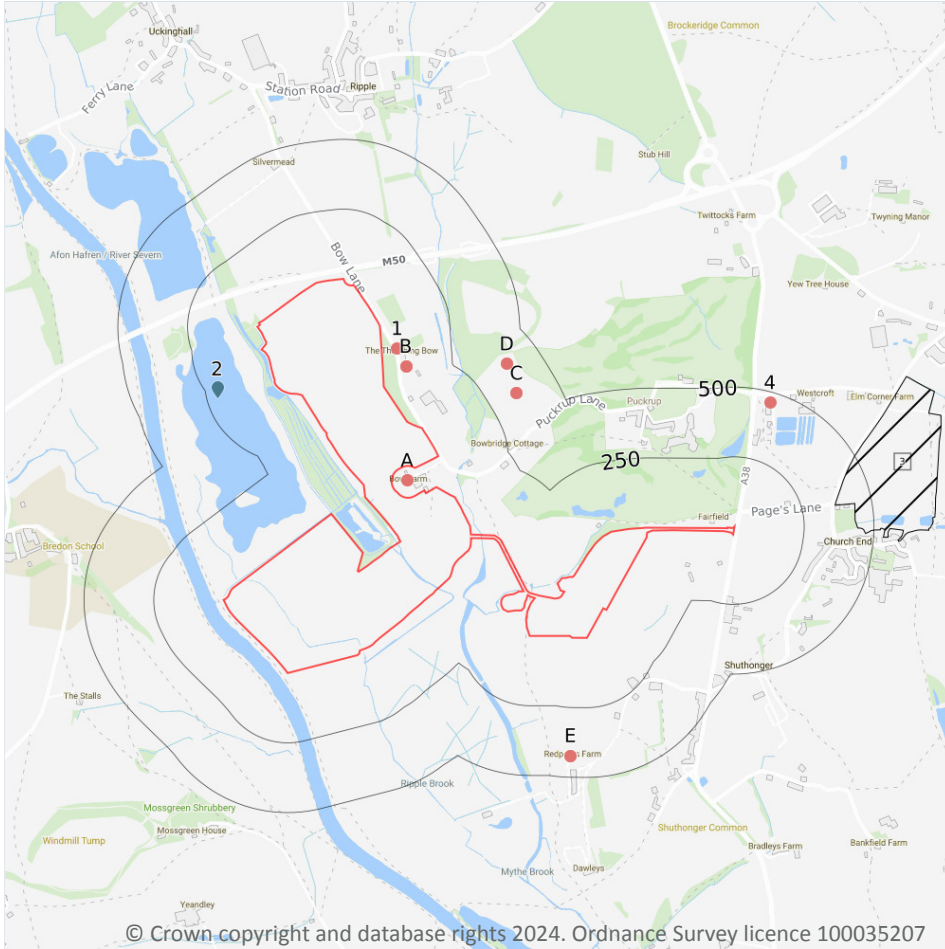 Brockeridge Common
Uckinghall
Ferry Lane
Station Road
Ripple
Stub Hill
Silvermead
Twittocks Farm
Twyning Manor
Afon Hafren / River Severn
Bow Lane
M50
Yew Tree House
1
The
Bow
B
D
C
2
500
4
Westcroft
Elm Corner Farm
Puckrup Lane
Puckrup
Bowbridge Cottage
A
250
A38
Page's Lane
Fairfield
Bredon School
Church End
Shuthonger
The Stalls
E
Farm
Ripple Brook
Mossgreen Shrubbery
Mossgreen House
Windmill Tump
Shuthonger Common
Bradleys Farm
Bankfield Farm
Mythe Brook
Dawleys
Yeandley
© Crown copyright and database rights 2024. Ordnance Survey licence 100035207